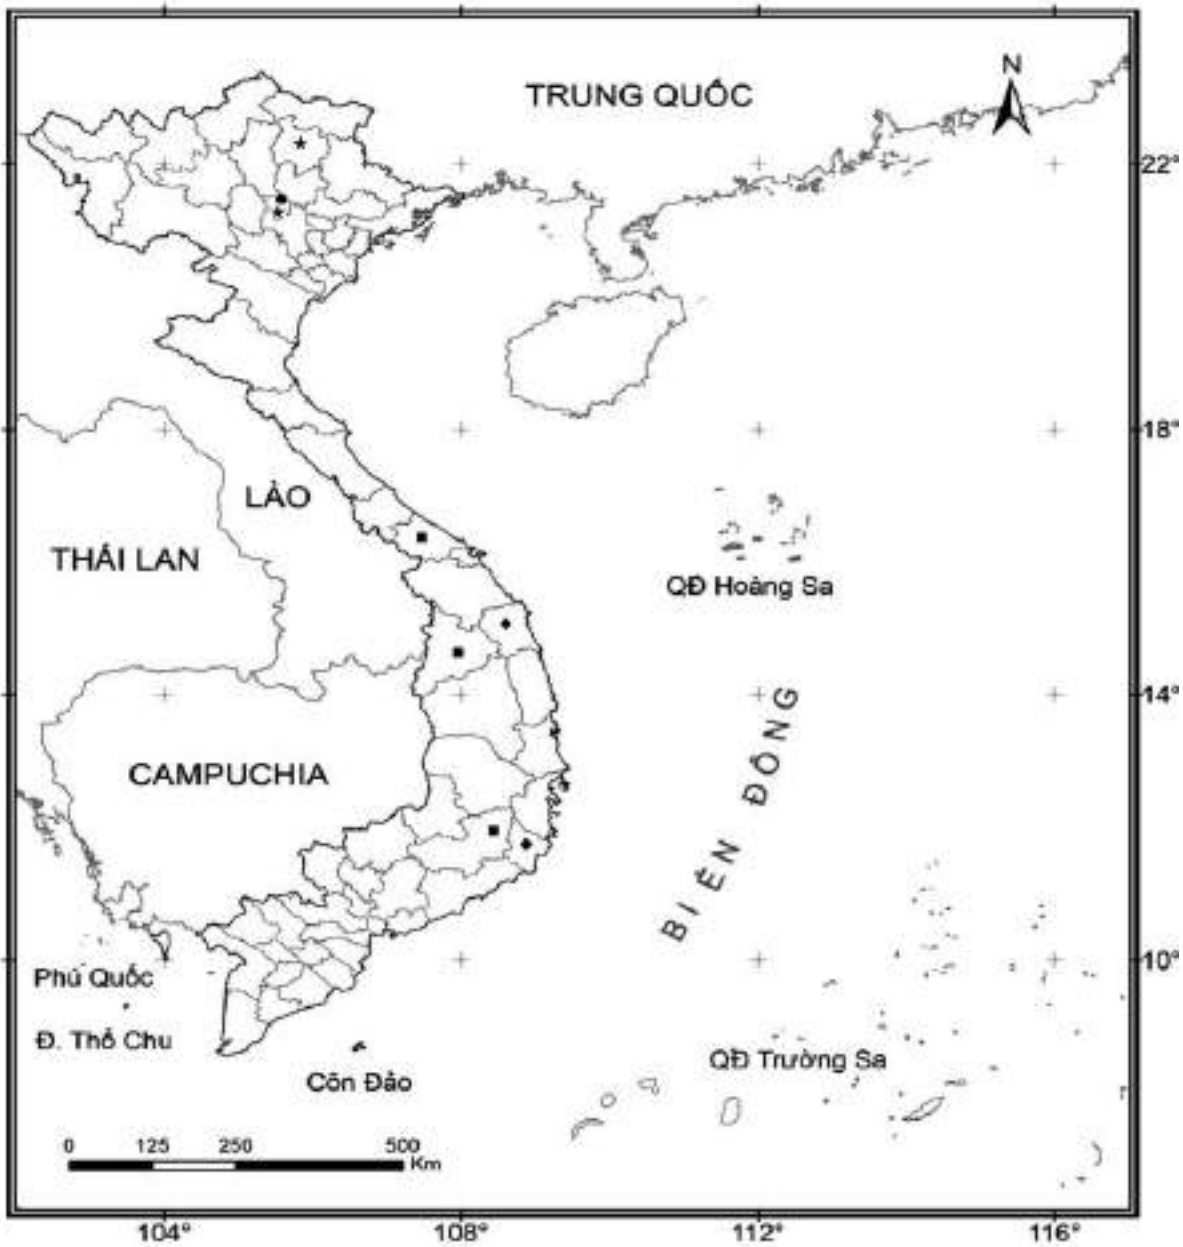 N
TRUNG QUỐC
22°
18°
LÀO
THÁI LAN
QĐ Hoàng Sa
14°
CAMPUCHIA
BIỂN ĐÔNG
10°
Phú Quốc
Đ. Thổ Chu
QĐ Trường Sa
Côn Đảo
0 125 250 500
Km
104° 108° 112° 116°